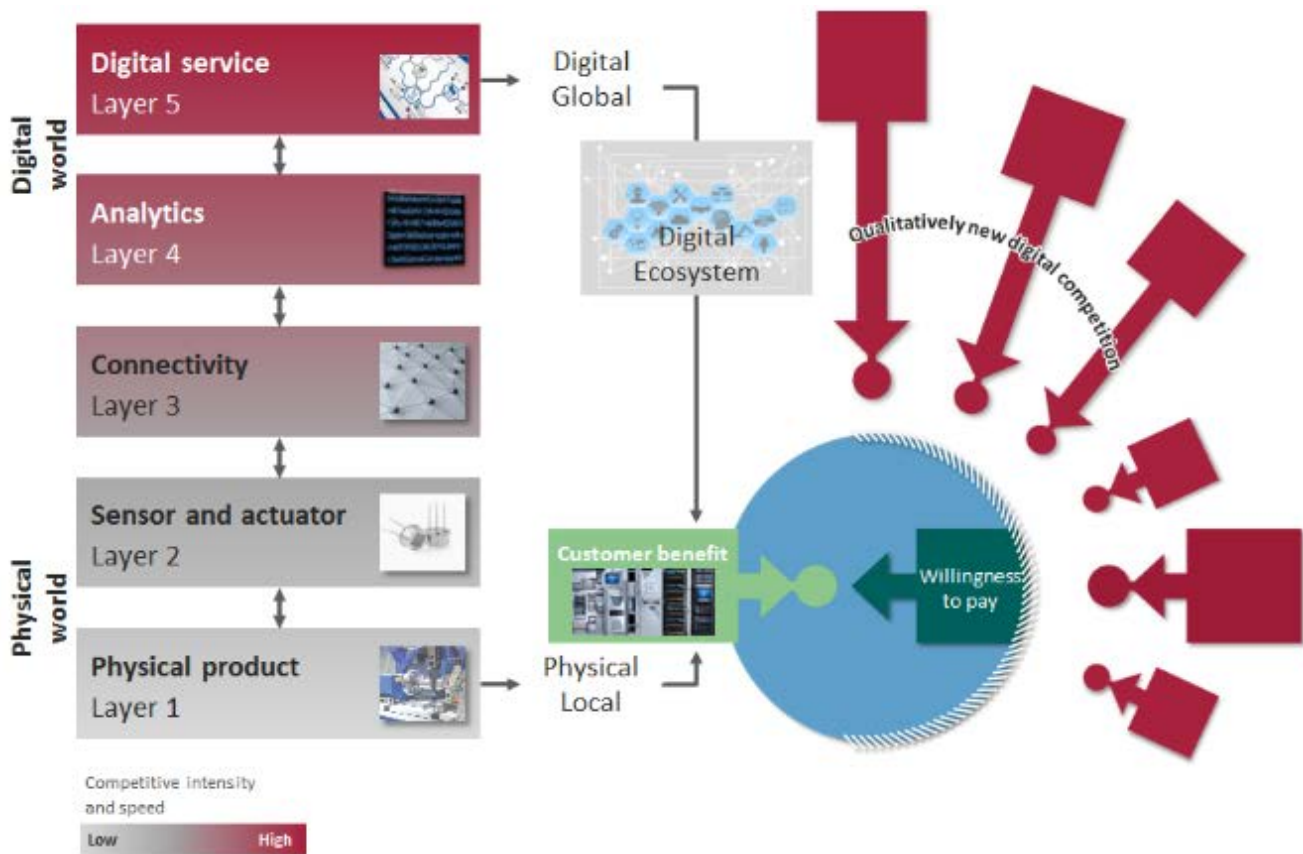 Digital world
Physical world
Digital service
Layer 5
Analytics
Layer 4
Connectivity
Layer 3
Sensor and actuator
Layer 2
Physical product
Layer 1
Competitive intensity
and speed
Low
High
Digital
Global
Digital
Ecosystem
Customer benefit
Physical
Local
Willingness
to pay
Qualitatively new digital competition